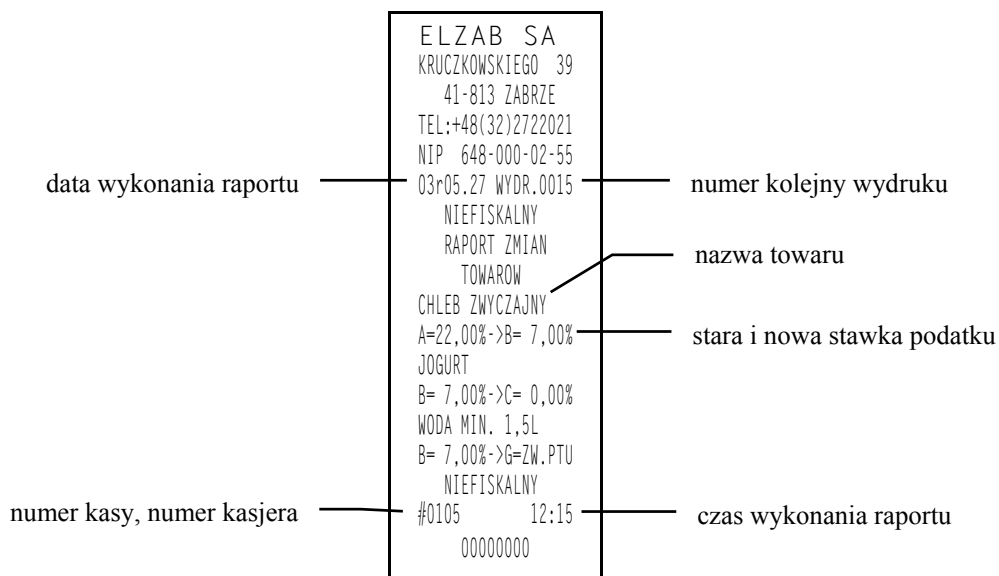 ELZAB SA
KRUCZKOWSKIEGO 39
41-813 ZABRZE
TEL:+48(32)2722021
NIP 648-000-02-55
data wykonania raportu
03r05.27 WYDR.0015
numer kolejny wydruku
NIEFISKALNY
RAPORT ZMIAN
nazwa towaru
TOWAROW
CHLEB ZWYCZAJNY
A=22,00%->B= 7,00%
stara i nowa stawka podatku
JOGURT
B= 7,00%->C= 0,00%
WODA MIN. 1,5L
B= 7,00%->G=ZW.PTU
NIEFISKALNY
numer kasy, numer kasjera
#0105 12:15
czas wykonania raportu
00000000